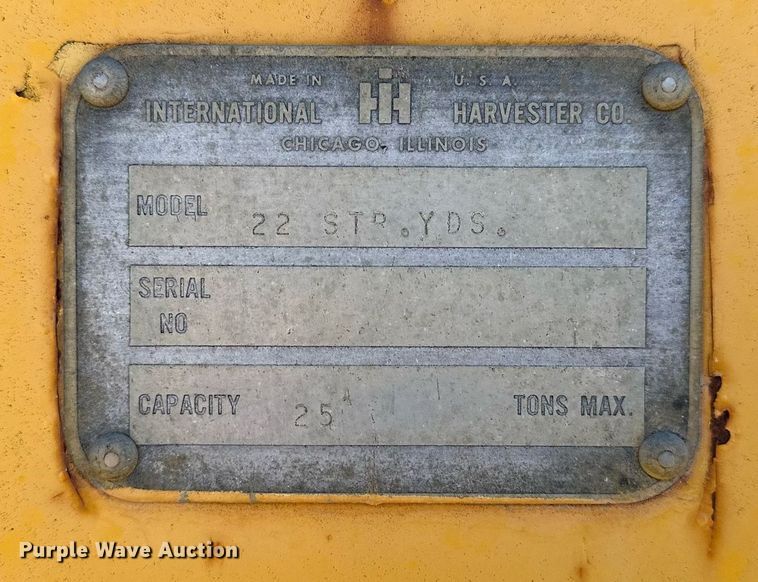 MADE IN IH U.S.A.
INTERNATIONAL HARVESTER CO.
CHICAGO, ILLINOIS
MODEL 22 STR.YDS.
SERIAL
NO
CAPACITY 25 TONS MAX.
Purple Wave Auction